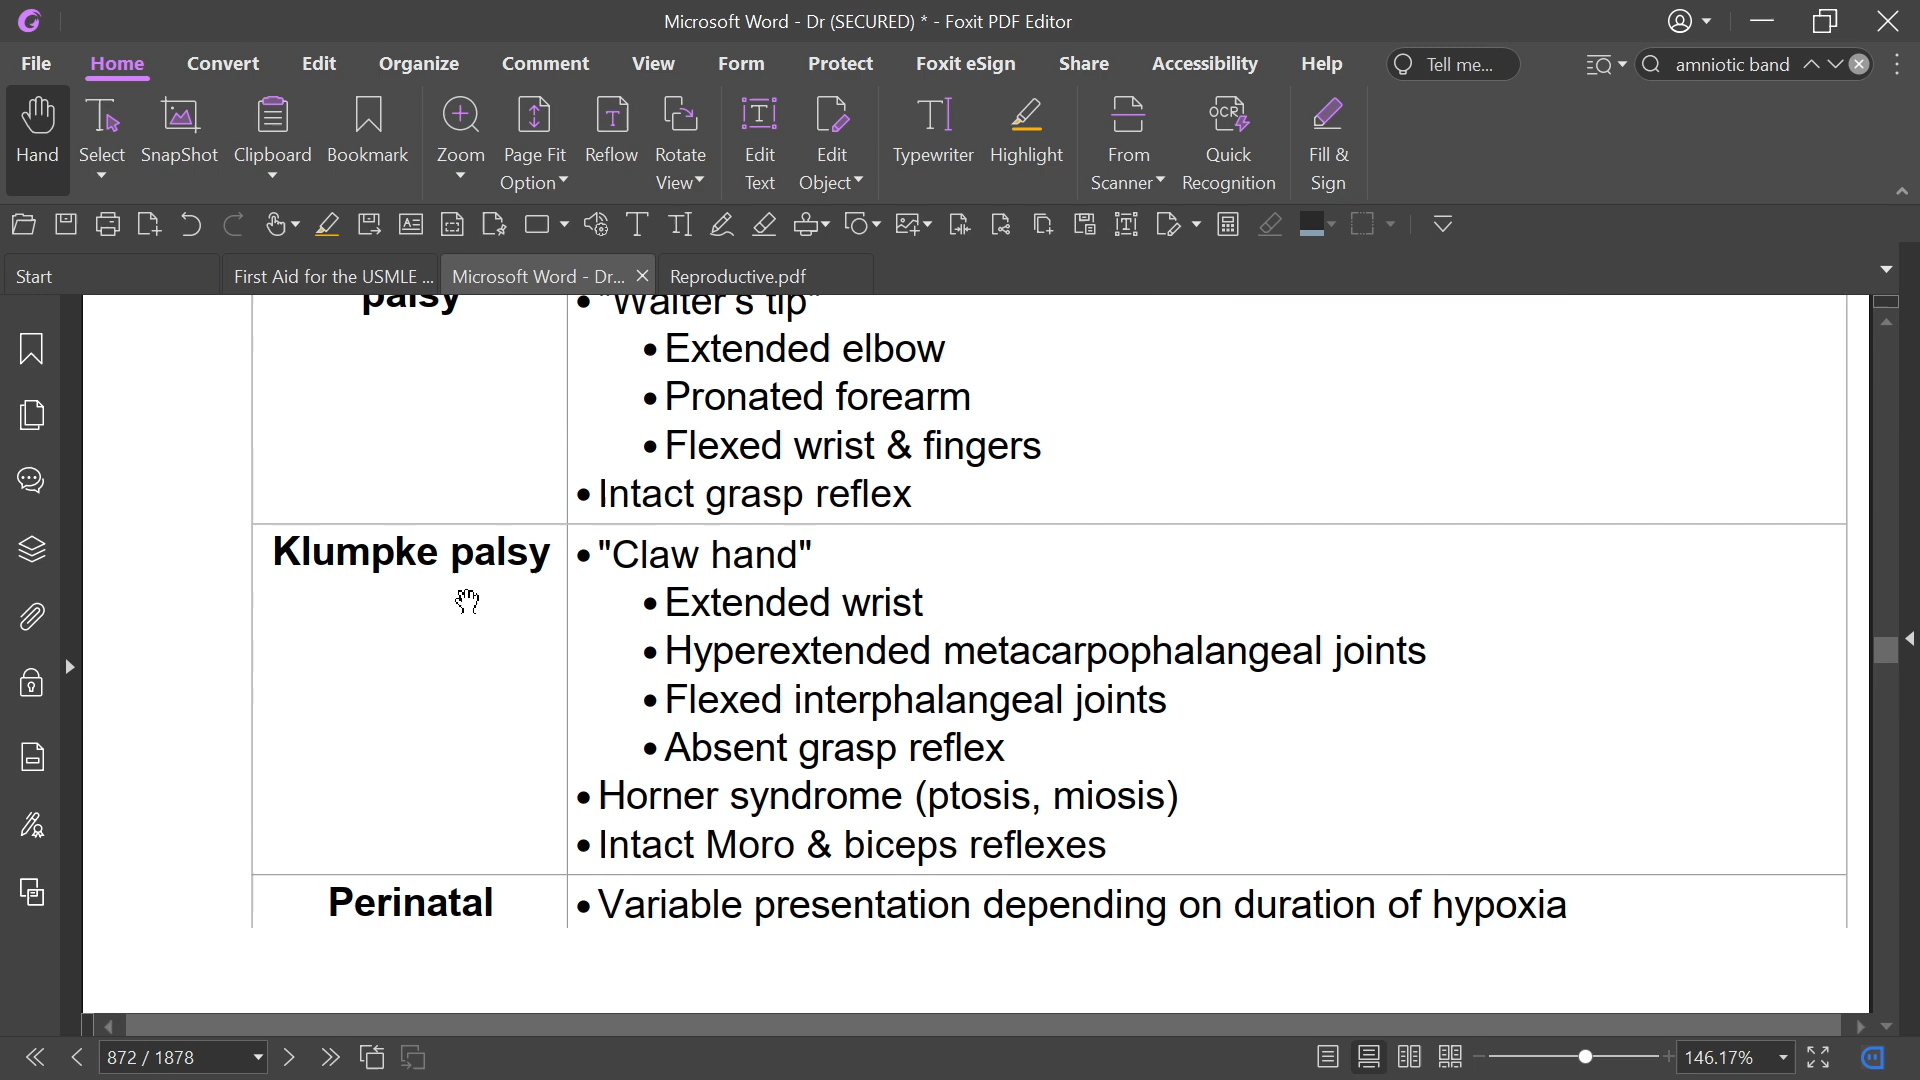 Microsoft Word - Dr (SECURED) * - Foxit PDF Editor
File Home Convert Edit Organize Comment View Form Protect Foxit eSign Share Accessibility Help Tell me... amniotic band
Hand Select SnapShot Clipboard Bookmark Zoom Page Fit Option Reflow Rotate View Edit Text Edit Object Typewriter Highlight From Scanner OCR Quick Recognition Fill & Sign
Start First Aid for the USMLE ... Microsoft Word - Dr... Reproductive.pdf
palsy
• "Waiter's tip"
• Extended elbow
• Pronated forearm
• Flexed wrist & fingers
• Intact grasp reflex
Klumpke palsy
• "Claw hand"
• Extended wrist
• Hyperextended metacarpophalangeal joints
• Flexed interphalangeal joints
• Absent grasp reflex
• Horner syndrome (ptosis, miosis)
• Intact Moro & biceps reflexes
Perinatal
• Variable presentation depending on duration of hypoxia
872 / 1878
146.17%